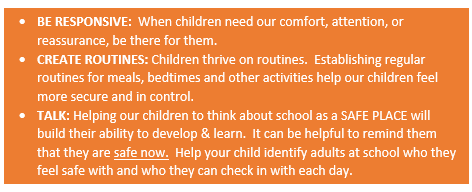 • BE RESPONSIVE:  When children need our comfort, attention, or
reassurance, be there for them.
• CREATE ROUTINES: Children thrive on routines.  Establishing regular
routines for meals, bedtimes and other activities help our children feel
more secure and in control.
• TALK: Helping our children to think about school as a SAFE PLACE will
build their ability to develop & learn.  It can be helpful to remind them
that they are safe now.  Help your child identify adults at school who they
feel safe with and who they can check in with each day.